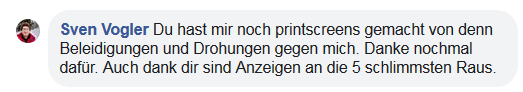 Sven Vogler Du hast mir noch printscreens gemacht von denn
Beleidigungen und Drohungen gegen mich. Danke nochmal
dafür. Auch dank dir sind Anzeigen an die 5 schlimmsten Raus.